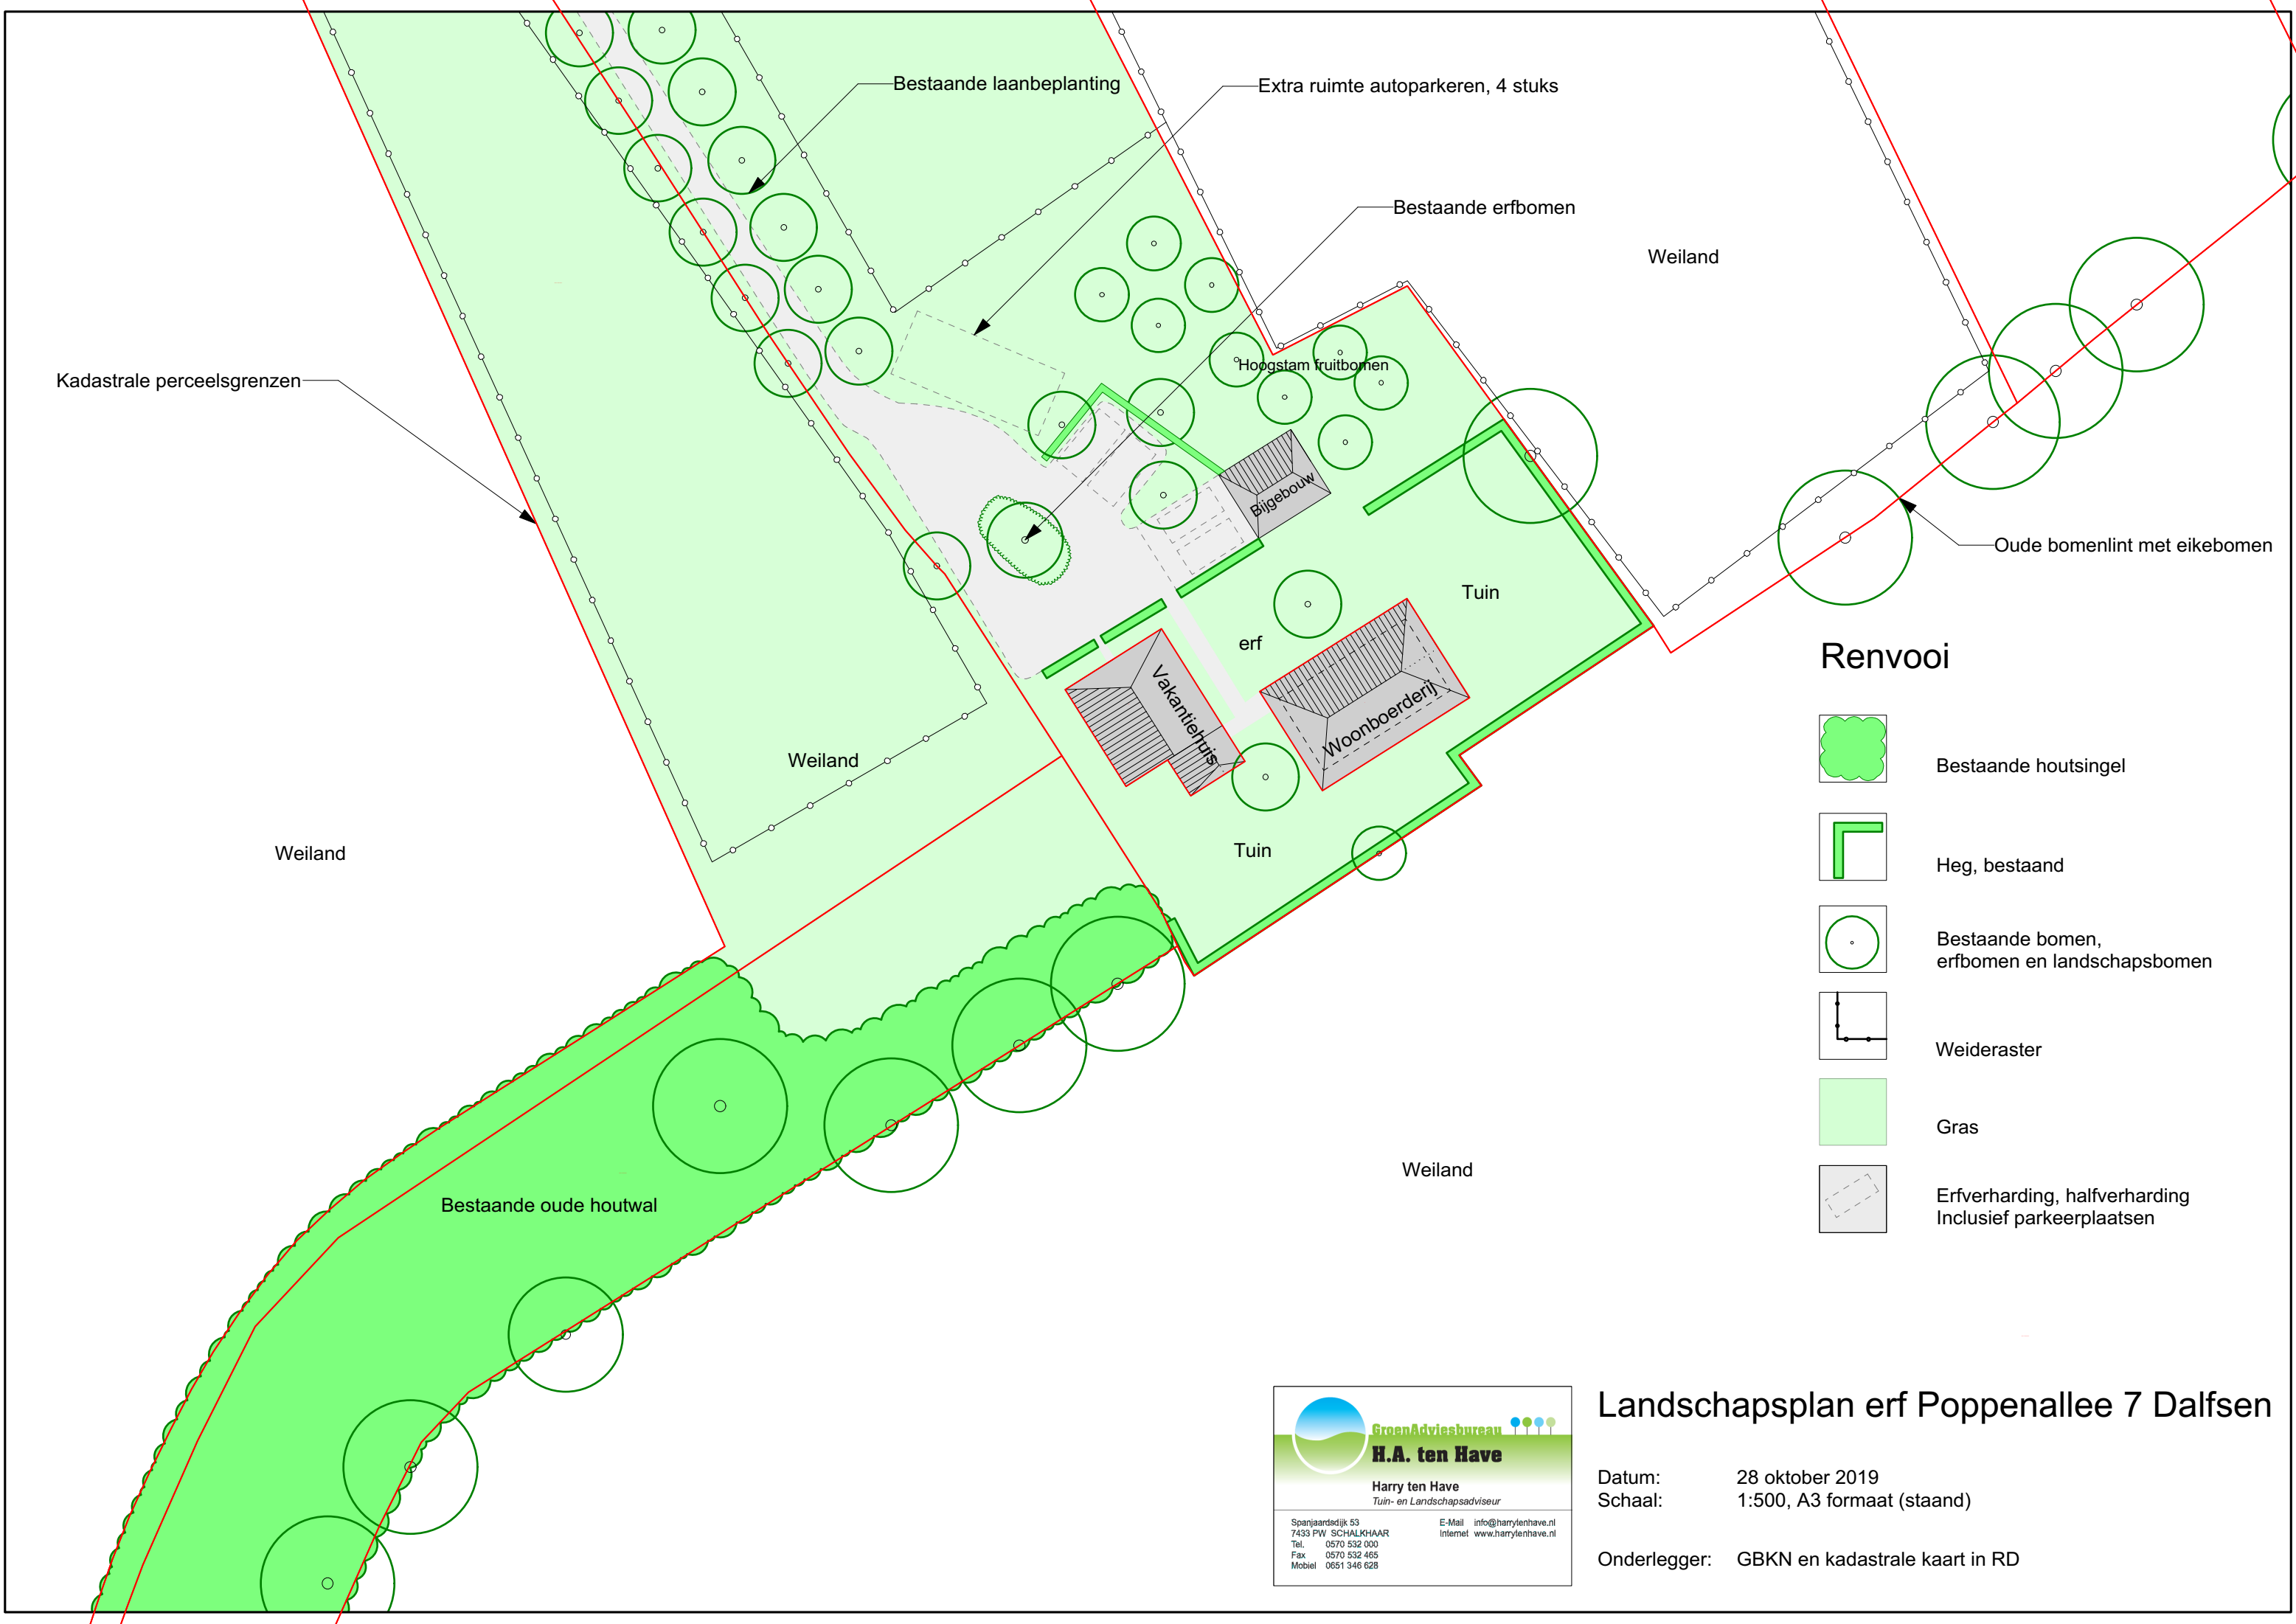 Bestaande laanbeplanting
Extra ruimte autoparkeren, 4 stuks
Bestaande erfbomen
Weiland
Kadastrale perceelsgrenzen
Hoogstam fruitbomen
Bijgebouw
Oude bomenlint met eikebomen
Tuin
erf
Vakantiehuis
Woonboerderij
Weiland
Weiland
Tuin
Weiland
Bestaande oude houtwal
Renvooi
Bestaande houtsingel
Heg, bestaand
Bestaande bomen,
erfbomen en landschapsbomen
Weideraster
Gras
Erfverharding, halfverharding
Inclusief parkeerplaatsen
GroenAdviesbureau
H.A. ten Have
Harry ten Have
Tuin- en Landschapsadviseur
Spanjaardsdijk 53
7433 PW SCHALKHAAR
Tel. 0570 532 000
Fax 0570 532 465
Mobiel 0651 346 628
E-Mail info@harrytenhave.nl
Internet www.harrytenhave.nl
Landschapsplan erf Poppenallee 7 Dalfsen
Datum: 28 oktober 2019
Schaal: 1:500, A3 formaat (staand)
Onderlegger: GBKN en kadastrale kaart in RD